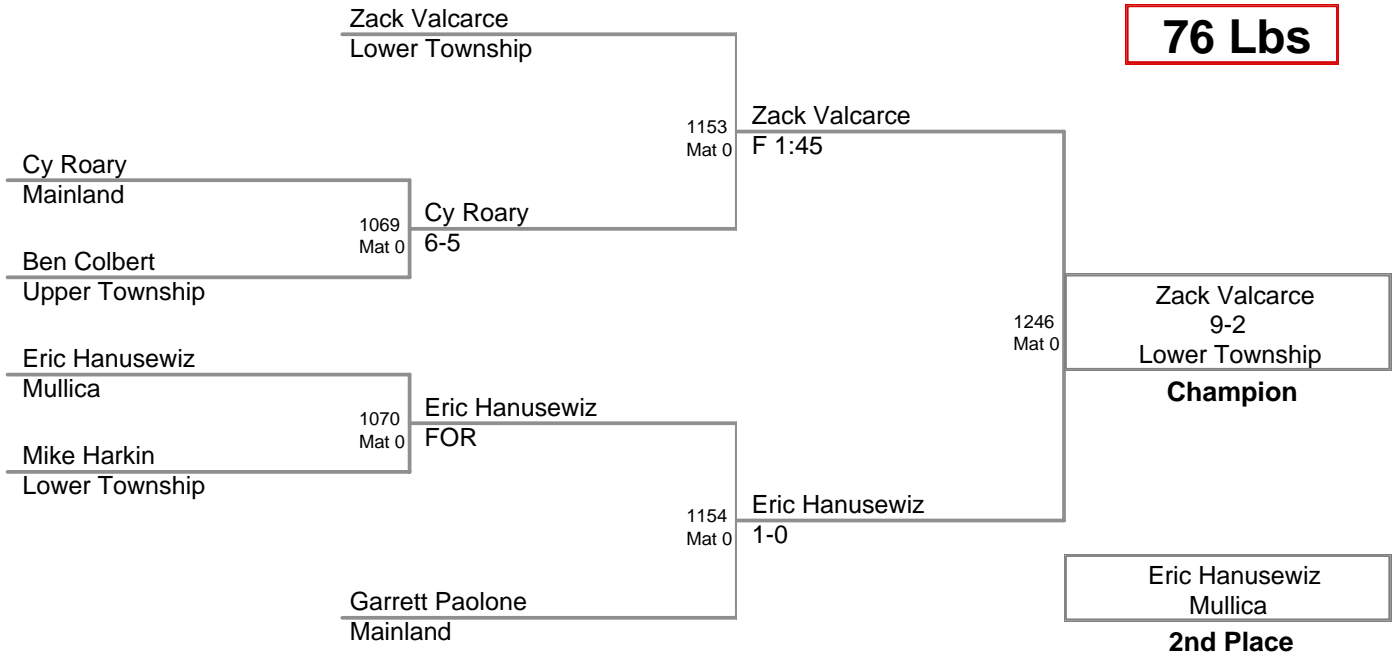 76 Lbs
Zack Valcarce
Lower Township
1153
Mat 0
Zack Valcarce
F 1:45
Cy Roary
Mainland
1069
Mat 0
Cy Roary
6-5
Ben Colbert
Upper Township
1246
Mat 0
Zack Valcarce
9-2
Lower Township
Champion
Eric Hanusewiz
Mullica
1070
Mat 0
Eric Hanusewiz
FOR
Mike Harkin
Lower Township
1154
Mat 0
Eric Hanusewiz
1-0
Garrett Paolone
Mainland
Eric Hanusewiz
Mullica
2nd Place